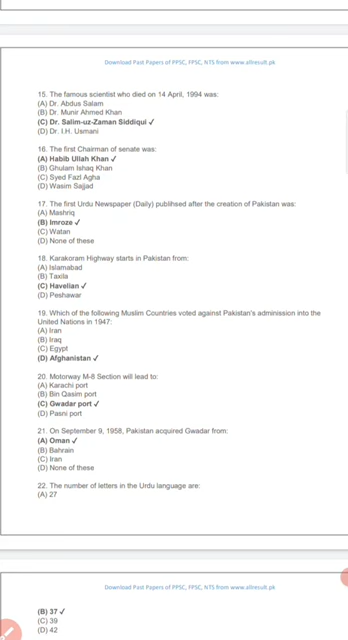 Download Past Papers of PPSC, FPSC, NTS from www.allresult.pk
15. The famous scientist who died on 14 April, 1994 was:
(A) Dr. Abdus Salam
(B) Dr. Munir Ahmed Khan
(C) Dr. Salim-uz-Zaman Siddiqui ✓
(D) Dr. I.H. Usmani
16. The first Chairman of senate was:
(A) Habib Ullah Khan ✓
(B) Ghulam Ishaq Khan
(C) Syed Fazl Agha
(D) Wasim Sajjad
17. The first Urdu Newspaper (Daily) publihsed after the creation of Pakistan was:
(A) Mashriq
(B) Imroze ✓
(C) Watan
(D) None of these
18. Karakoram Highway starts in Pakistan from:
(A) Islamabad
(B) Taxila
(C) Havelian ✓
(D) Peshawar
19. Which of the following Muslim Countries voted against Pakistan's adminission into the
United Nations in 1947:
(A) Iran
(B) Iraq
(C) Egypt
(D) Afghanistan ✓
20. Motorway M-8 Section will lead to:
(A) Karachi port
(B) Bin Qasim port
(C) Gwadar port ✓
(D) Pasni port
21. On September 9, 1958, Pakistan acquired Gwadar from:
(A) Oman ✓
(B) Bahrain
(C) Iran
(D) None of these
22. The number of letters in the Urdu language are:
(A) 27
Download Past Papers of PPSC, FPSC, NTS from www.allresult.pk
(B) 37 ✓
(C) 39
(D) 42